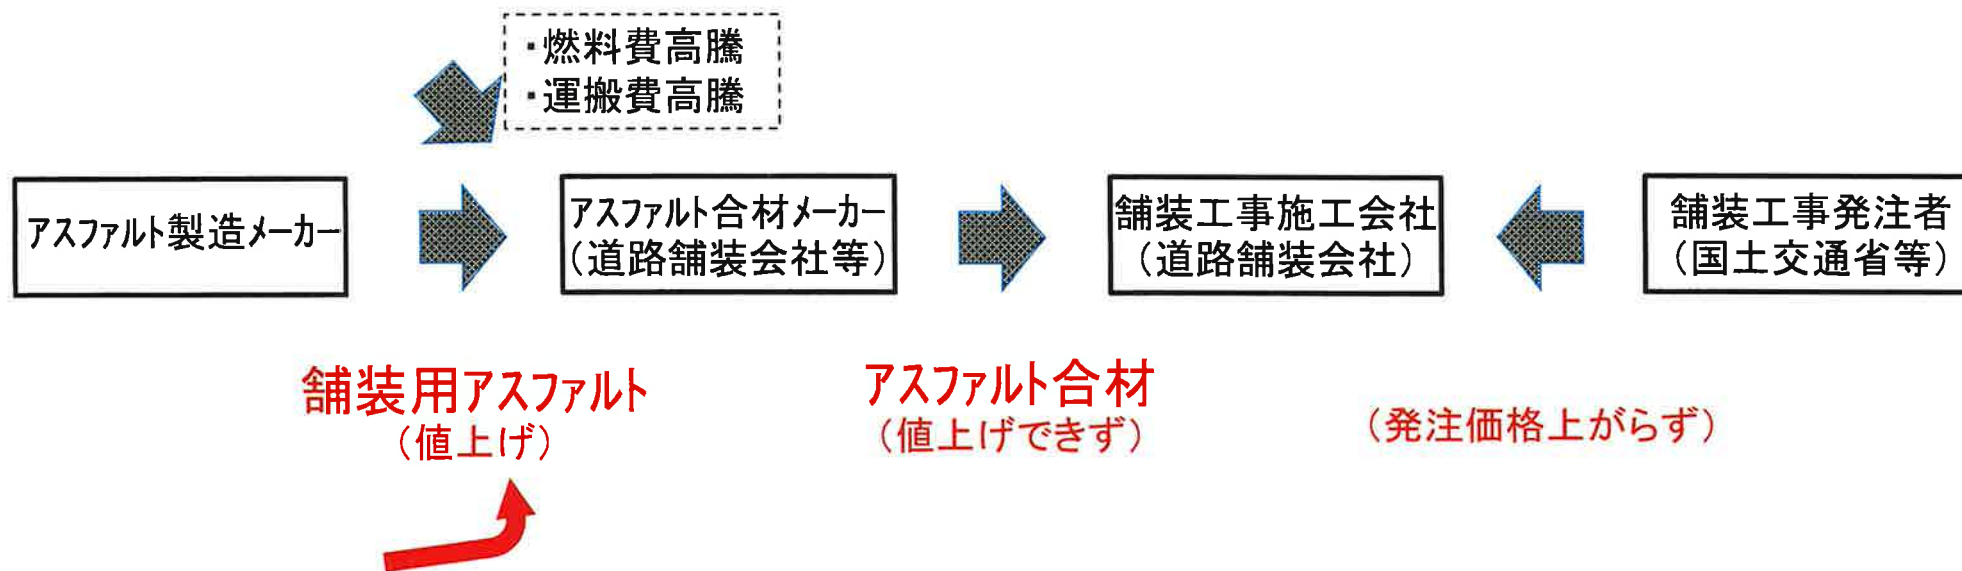 ・燃料費高騰
・運搬費高騰
アスファルト製造メーカー
アスファルト合材メーカー
（道路舗装会社等）
舗装工事施工会社
（道路舗装会社）
舗装工事発注者
（国土交通省等）
舗装用アスファルト
（値上げ）
アスファルト合材
（値上げできず）
（発注価格上がらず）